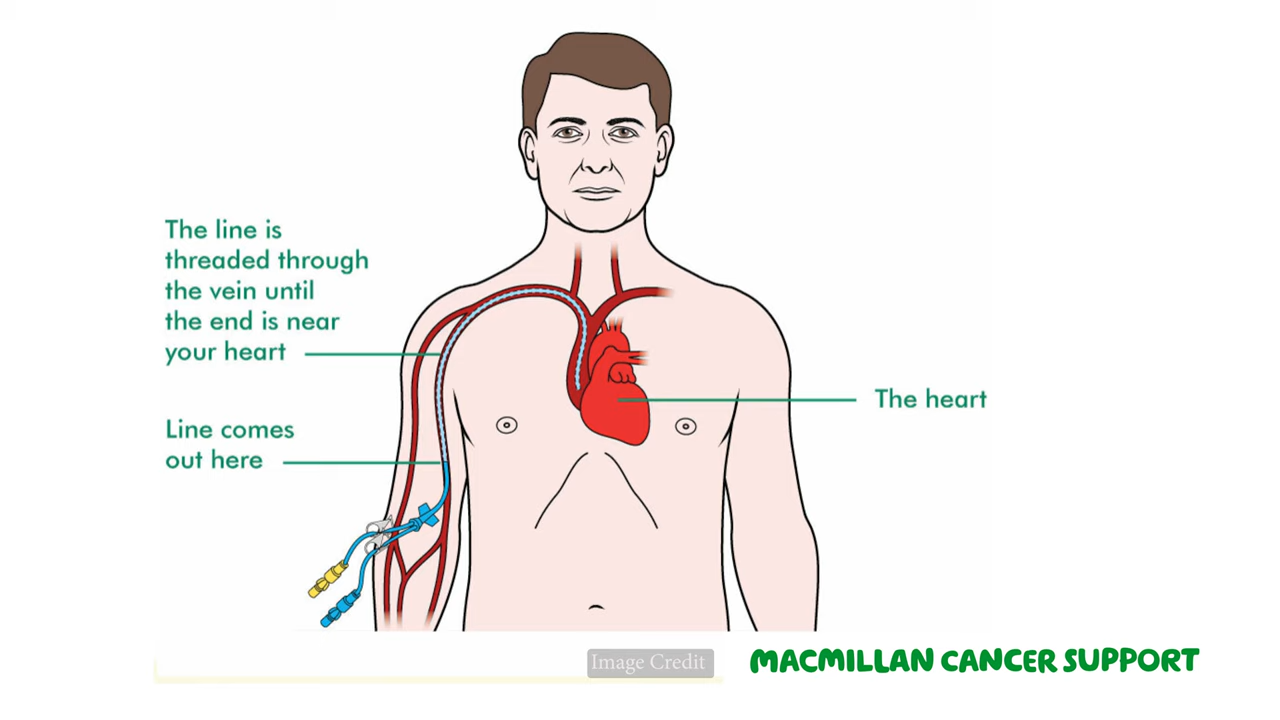 The line is
threaded through
the vein until
the end is near
your heart
Line comes
out here
The heart
Image Credit
MACMILLAN CANCER SUPPORT